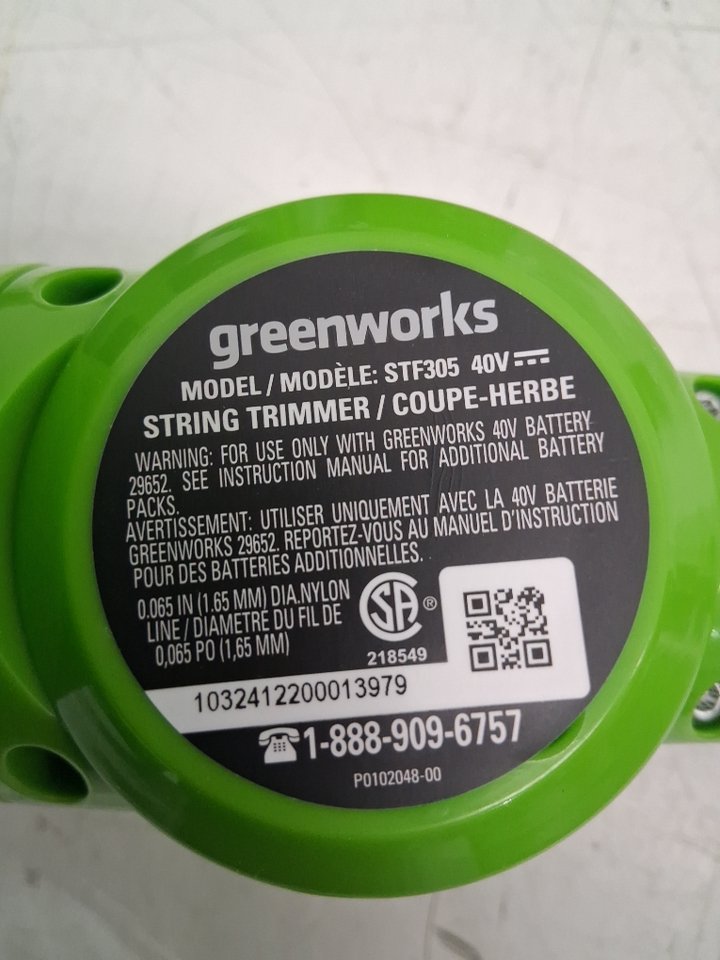 greenworks
MODEL / MODÈLE: STF305 40V
STRING TRIMMER / COUPE-HERBE
WARNING: FOR USE ONLY WITH GREENWORKS 40V BATTERY
29652. SEE INSTRUCTION MANUAL FOR ADDITIONAL BATTERY
PACKS.
AVERTISSEMENT: UTILISER UNIQUEMENT AVEC LA 40V BATTERIE
GREENWORKS 29652. REPORTEZ-VOUS AU MANUEL D'INSTRUCTION
POUR DES BATTERIES ADDITIONNELLES.
0.065 IN (1.65 MM) DIA.NYLON
LINE / DIAMETRE DU FIL DE
0,065 PO (1,65 MM)
SA ®
218549
1032412200013979
1-888-909-6757
P0102048-00